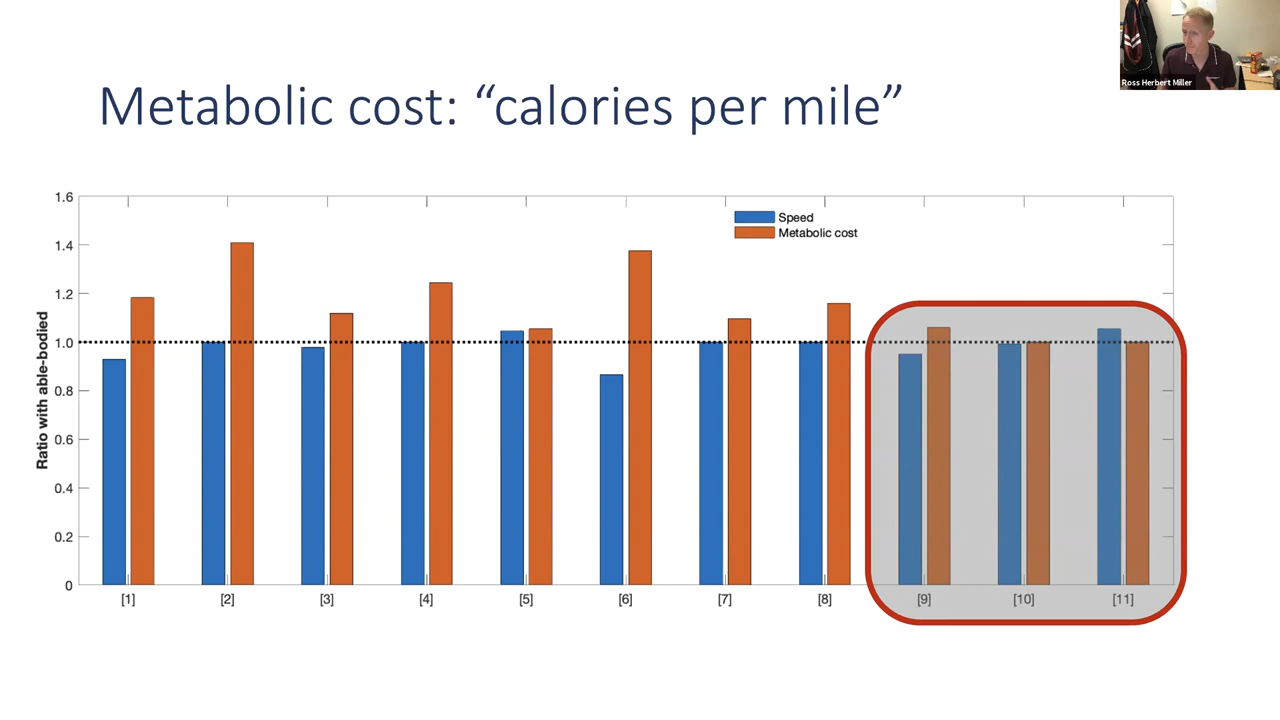 Ross Herbert Miller
Metabolic cost: “calories per mile”
Speed
Metabolic cost
Ratio with able-bodied
1.6
1.4
1.2
1.0
0.8
0.6
0.4
0.2
0
[1] [2] [3] [4] [5] [6] [7] [8] [9] [10] [11]